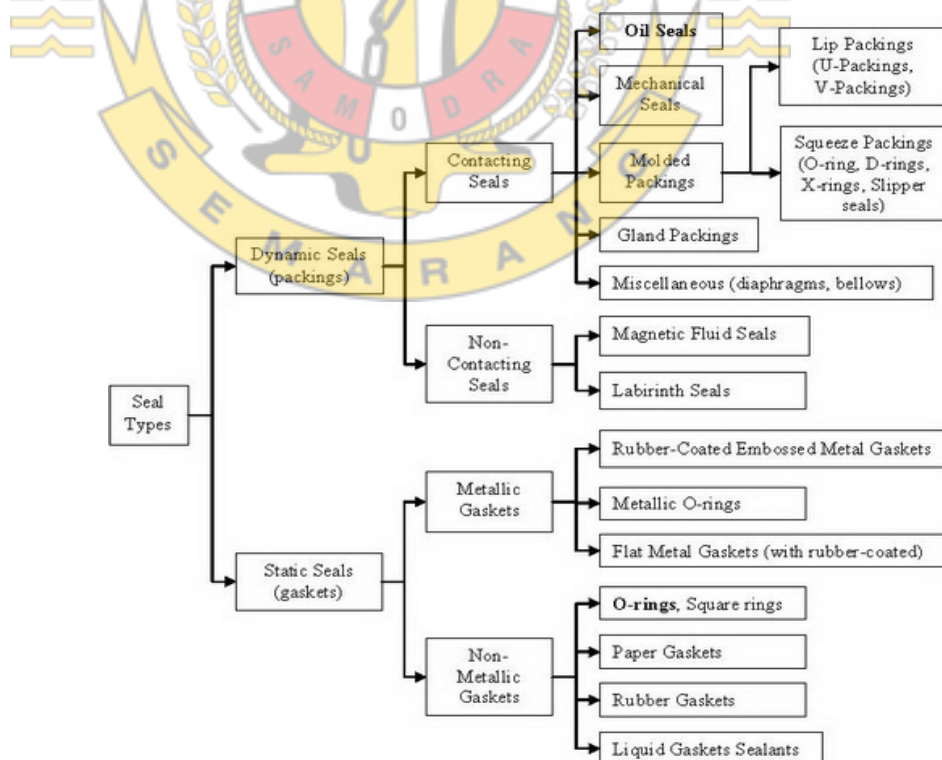 SAMODRA
SEMARANG
Oil Seals
Mechanical
Seals
Molded
Packings
Gland Packings
Miscellaneous (diaphragms, bellows)
Lip Packings
(U-Packings,
V-Packings)
Squeeze Packings
(O-ring, D-rings,
X-rings, Slipper
seals)
Contacting
Seals
Dynamic Seals
(packings)
Non-
Contacting
Seals
Magnetic Fluid Seals
Labirinth Seals
Seal
Types
Rubber-Coated Embossed Metal Gaskets
Metallic
Gaskets
Metallic O-rings
Flat Metal Gaskets (with rubber-coated)
Static Seals
(gaskets)
O-rings, Square rings
Non-
Metallic
Gaskets
Paper Gaskets
Rubber Gaskets
Liquid Gaskets Sealants